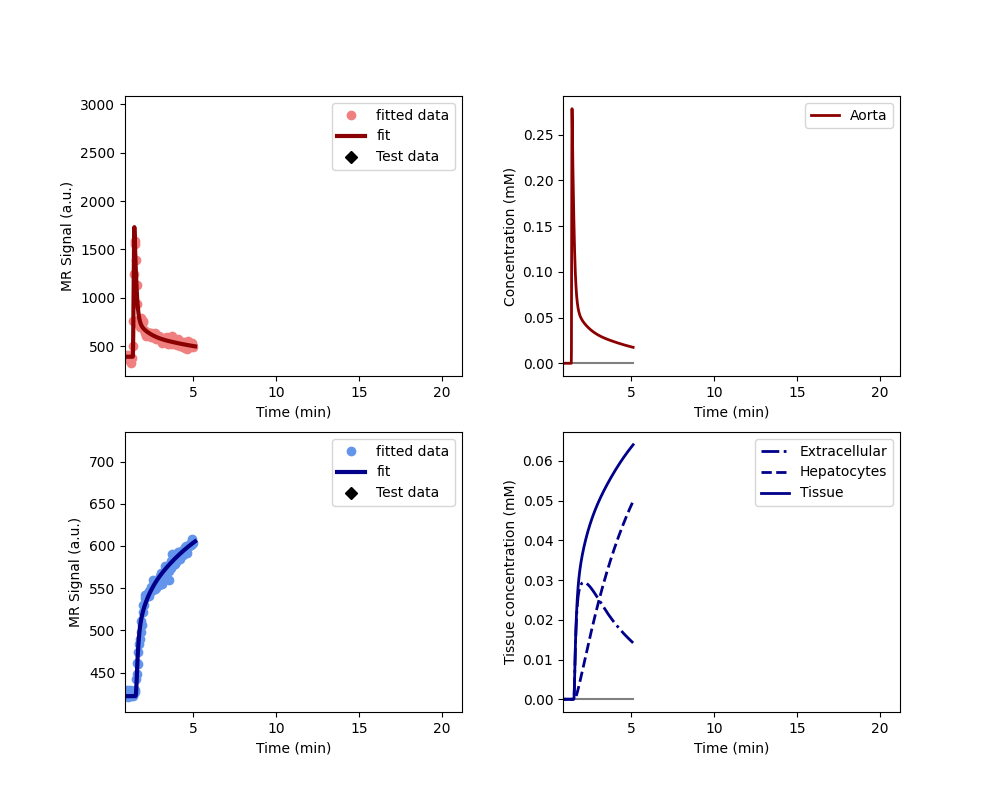 3000
2500
2000
1500
1000
500
MR Signal (a.u.)
5
10
15
20
Time (min)
fitted data
fit
Test data
0.25
0.20
0.15
0.10
0.05
0.00
Concentration (mM)
5
10
15
20
Time (min)
Aorta
700
650
600
550
500
450
MR Signal (a.u.)
5
10
15
20
Time (min)
fitted data
fit
Test data
0.06
0.05
0.04
0.03
0.02
0.01
0.00
Tissue concentration (mM)
5
10
15
20
Time (min)
Extracellular
Hepatocytes
Tissue